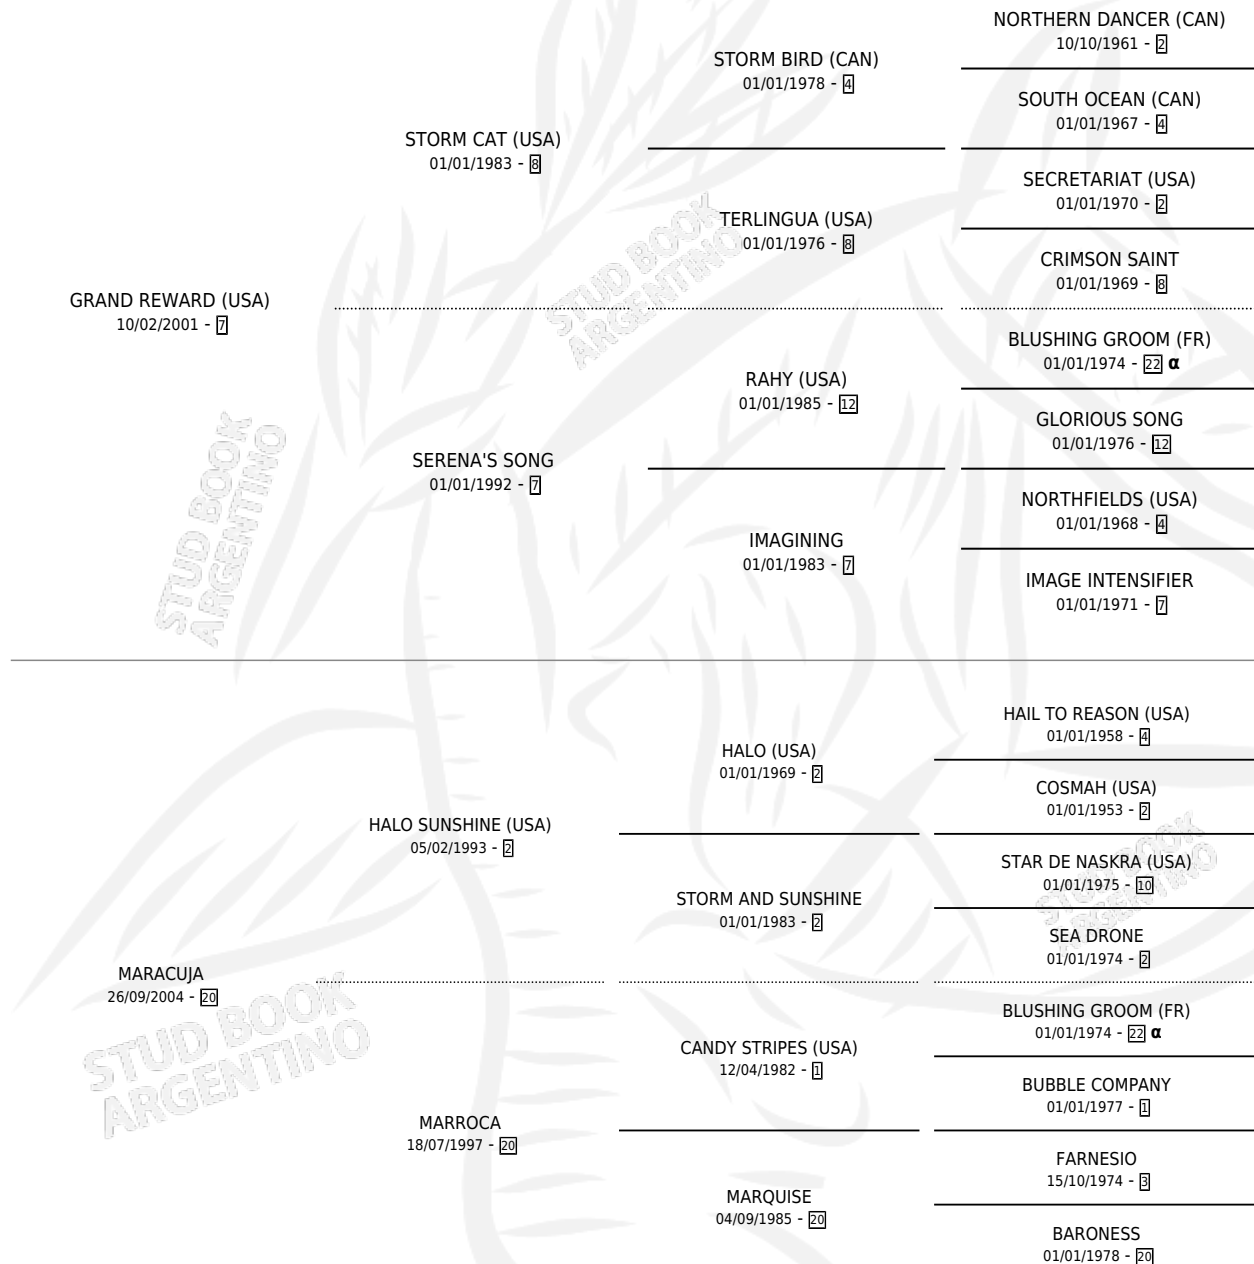 NORTHERN DANCER (CAN)
10/10/1961 - 2
STORM BIRD (CAN)
01/01/1978 - 4
SOUTH OCEAN (CAN)
01/01/1967 - 4
STORM CAT (USA)
01/01/1983 - 8
SECRETARIAT (USA)
01/01/1970 - 2
TERLINGUA (USA)
01/01/1976 - 8
CRIMSON SAINT
01/01/1969 - 8
GRAND REWARD (USA)
10/02/2001 - 7
BLUSHING GROOM (FR)
01/01/1974 - 22 α
RAHY (USA)
01/01/1985 - 12
GLORIOUS SONG
01/01/1976 - 12
SERENA'S SONG
01/01/1992 - 7
NORTHFIELDS (USA)
01/01/1968 - 4
IMAGINING
01/01/1983 - 7
IMAGE INTENSIFIER
01/01/1971 - 7
HAIL TO REASON (USA)
01/01/1958 - 4
HALO (USA)
01/01/1969 - 2
COSMAH (USA)
01/01/1953 - 2
HALO SUNSHINE (USA)
05/02/1993 - 2
STAR DE NASKRA (USA)
01/01/1975 - 10
STORM AND SUNSHINE
01/01/1983 - 2
SEA DRONE
01/01/1974 - 2
MARACUJA
26/09/2004 - 20
BLUSHING GROOM (FR)
01/01/1974 - 22 α
CANDY STRIPES (USA)
12/04/1982 - 1
BUBBLE COMPANY
01/01/1977 - 1
MARROCA
18/07/1997 - 20
FARNESIO
15/10/1974 - 3
MARQUISE
04/09/1985 - 20
BARONESS
01/01/1978 - 20
STUD BOOK
ARGENTINO
STUD BOOK
ARGENTINO
STUD BOOK
ARGENTINO
STUD BOOK
ARGENTINO